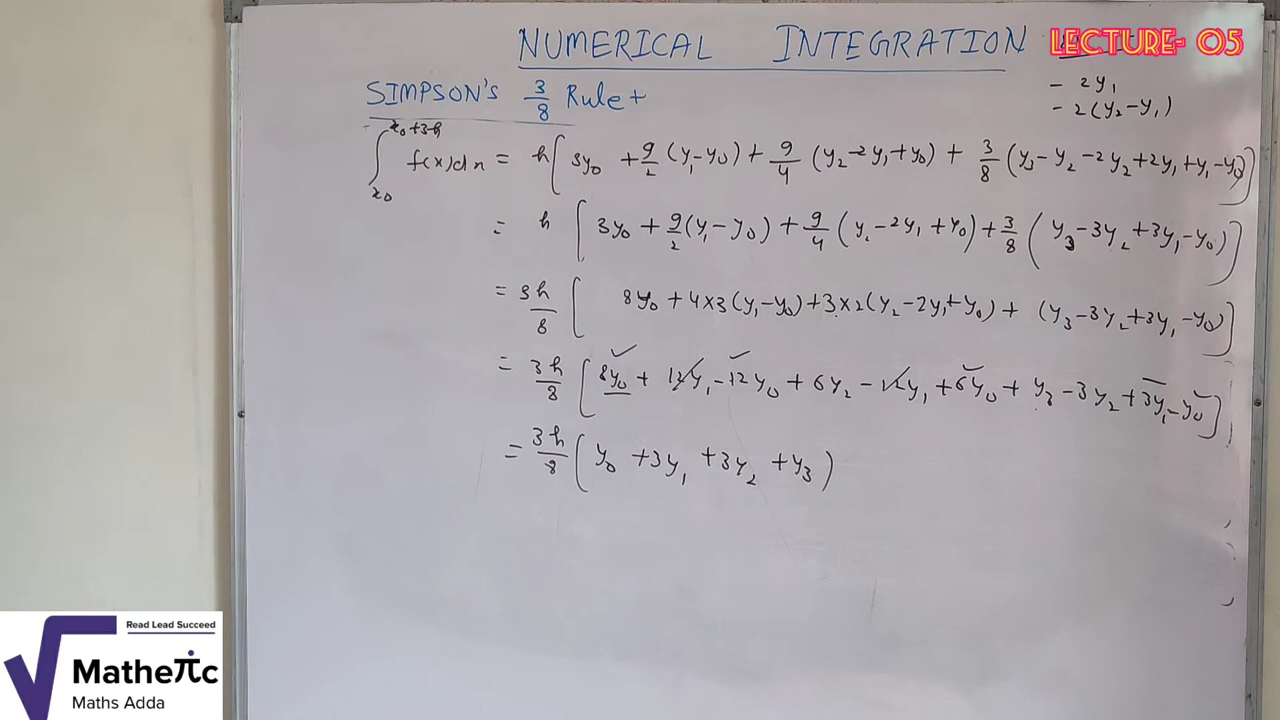 NUMERICAL INTEGRATION
LECTURE- 05
SIMPSON'S 3/8 Rule +
- 2y₁
- 2(y₂-y₁)
∫_{x₀}^{x₀+3h} f(x)dx = h[3y₀ + 9/2 (y₁-y₀) + 9/4 (y₂-2y₁+y₀) + 3/8 (y₃-y₂-2y₂+2y₁+y₁-y₀)]
= h [3y₀ + 9/2 (y₁-y₀) + 9/4 (y₂-2y₁+y₀) + 3/8 (y₃-3y₂+3y₁-y₀)]
= 3h/8 [8y₀ + 4×3(y₁-y₀) + 3×2(y₂-2y₁+y₀) + (y₃-3y₂+3y₁-y₀)]
= 3h/8 [8y₀ + 12y₁ - 12y₀ + 6y₂ - 12y₁ + 6y₀ + y₃ - 3y₂ + 3y₁ - y₀]
= 3h/8 (y₀ + 3y₁ + 3y₂ + y₃)
Read Lead Succeed
Matheπc
Maths Adda